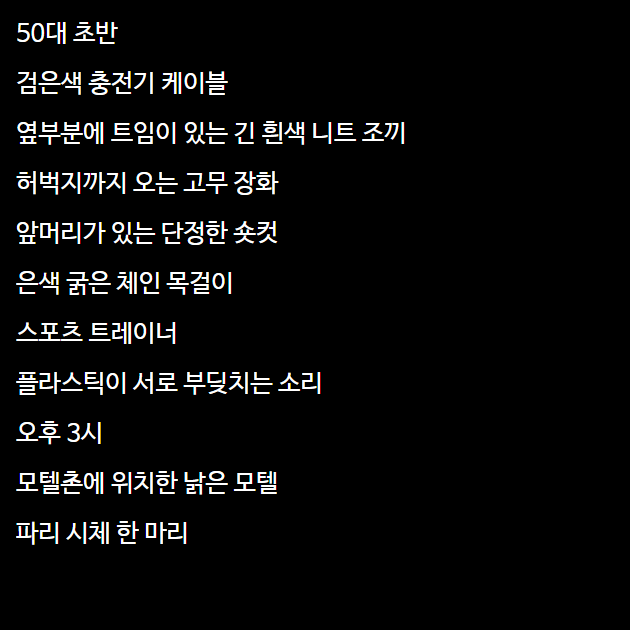 50대 초반
검은색 충전기 케이블
옆부분에 트임이 있는 긴 흰색 니트 조끼
허벅지까지 오는 고무 장화
앞머리가 있는 단정한 숏컷
은색 굵은 체인 목걸이
스포츠 트레이너
플라스틱이 서로 부딪치는 소리
오후 3시
모텔촌에 위치한 낡은 모텔
파리 시체 한 마리